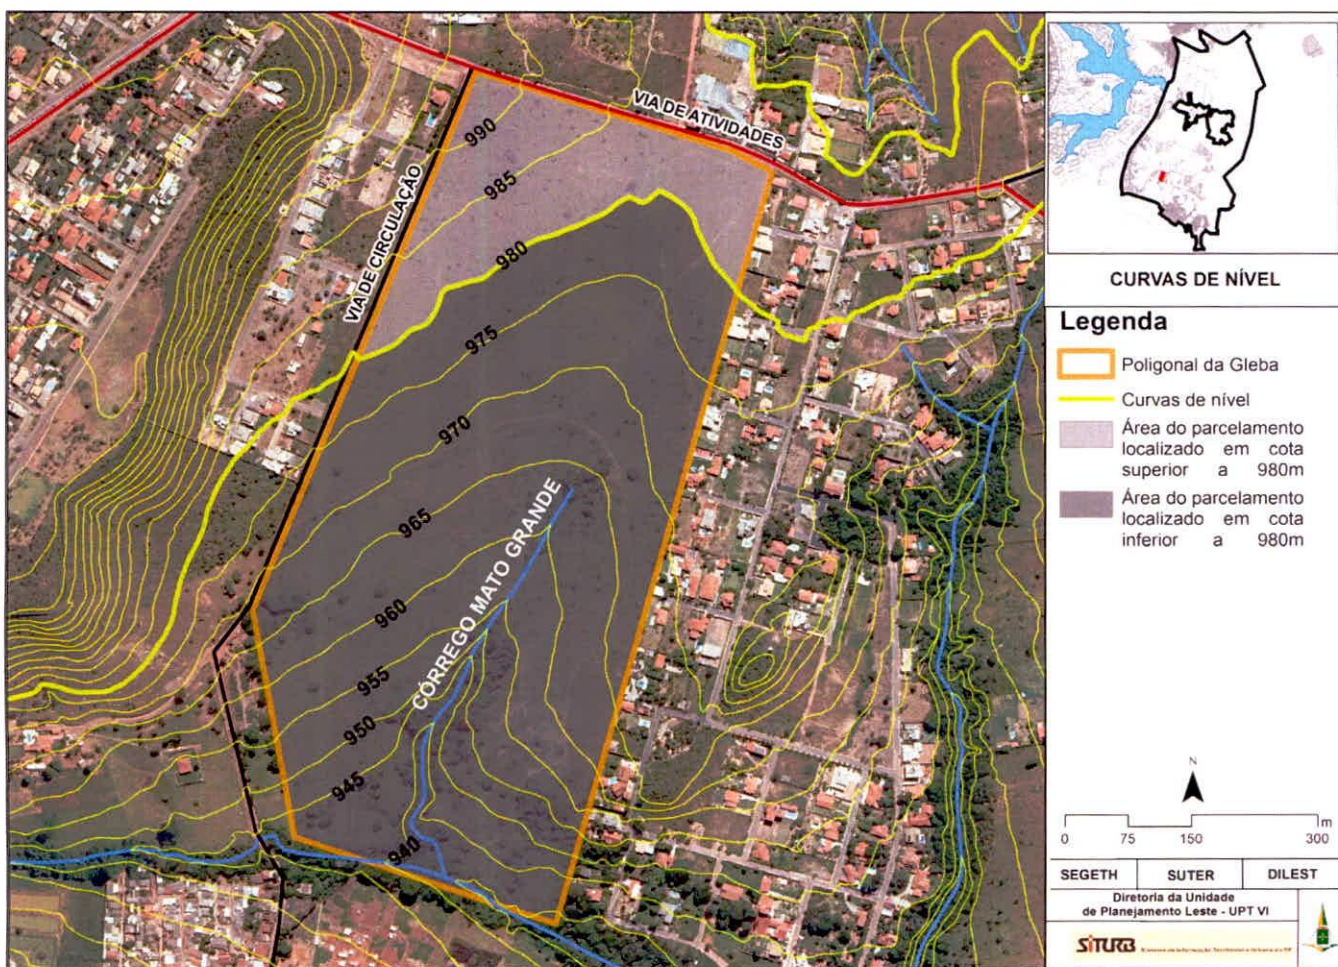 VIA DE ATIVIDADES
VIA DE CIRCULAÇÃO
990
985
980
975
970
965
960
955
950
945
940
CÓRREGO MATO GRANDE
CURVAS DE NÍVEL
Legenda
Poligonal da Gleba
Curvas de nível
Área do parcelamento
localizado em cota
superior a 980m
Área do parcelamento
localizado em cota
inferior a 980m
N
m
0 75 150 300
SEGETH SUTER DILEST
Diretoria da Unidade
de Planejamento Leste - UPT VI
SiTURB